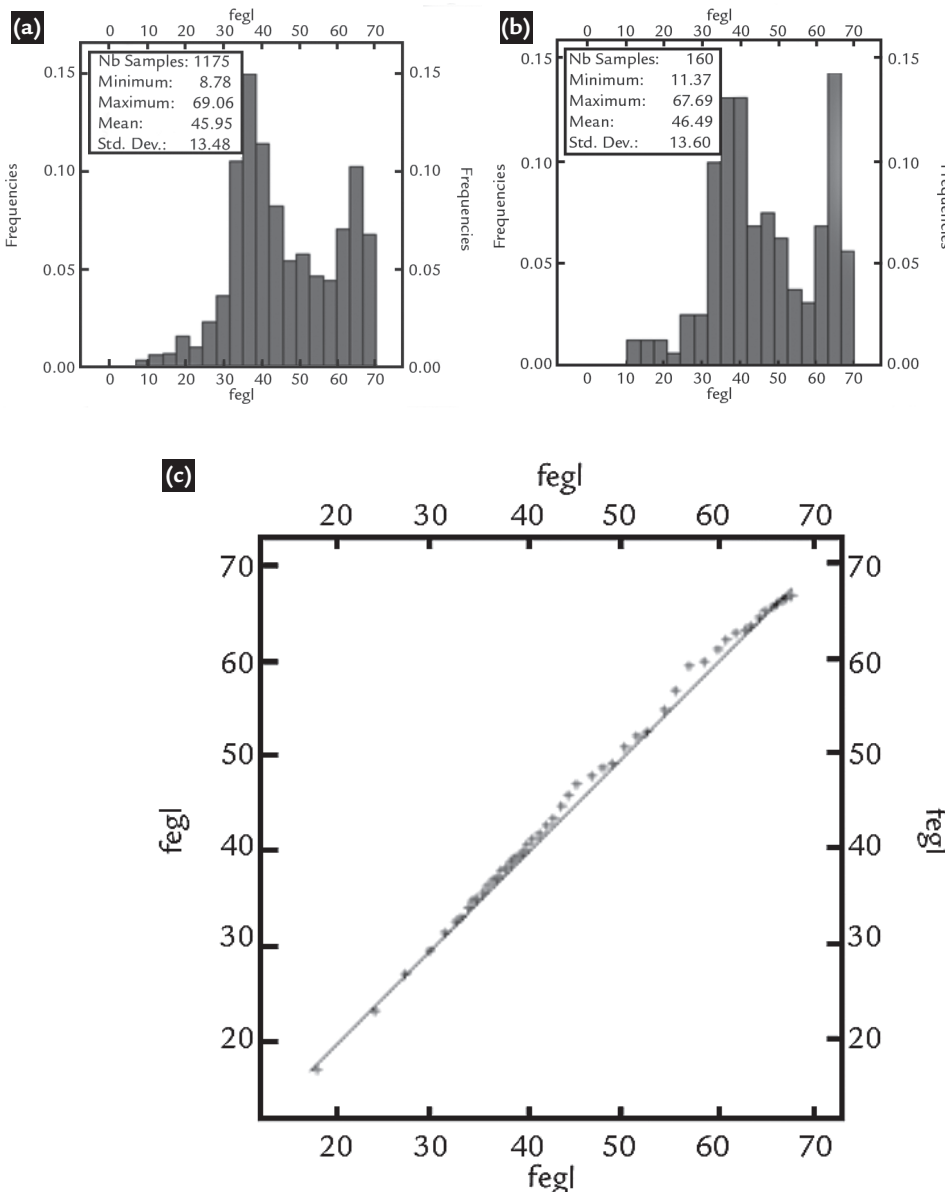 (a)
fegl
0 10 20 30 40 50 60 70
Nb Samples: 1175
Minimum: 8.78
Maximum: 69.06
Mean: 45.95
Std. Dev.: 13.48
0.15 0.15
0.10 0.10
0.05 0.05
0.00 0.00
Frequencies
Frequencies
0 10 20 30 40 50 60 70
fegl
(b)
fegl
0 10 20 30 40 50 60 70
Nb Samples: 160
Minimum: 11.37
Maximum: 67.69
Mean: 46.49
Std. Dev.: 13.60
0.15 0.15
0.10 0.10
0.05 0.05
0.00 0.00
Frequencies
Frequencies
0 10 20 30 40 50 60 70
fegl
(c)
fegl
20 30 40 50 60 70
70 70
60 60
50 50
40 40
30 30
20 20
fegl
fegl
20 30 40 50 60 70
fegl